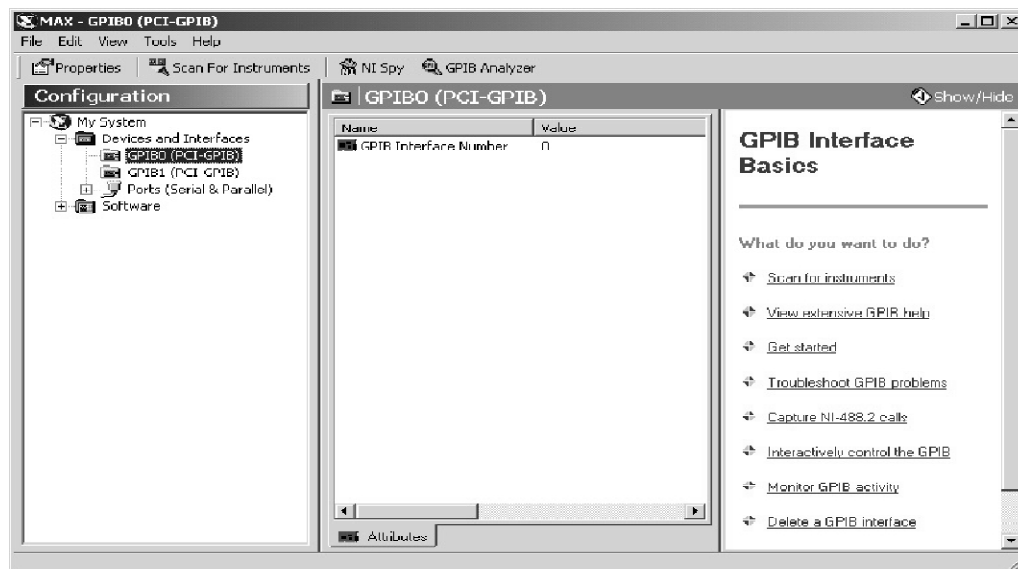 MAX - GPIB0 (PCI-GPIB)
File Edit View Tools Help
Properties Scan For Instruments NI Spy GPIB Analyzer
Configuration
GPIB0 (PCI-GPIB)
Show/Hide
My System
Devices and Interfaces
GPIB0 (PCI-GPIB)
GPIB1 (PCI-GPIB)
Ports (Serial & Parallel)
Software
Name Value
GPIB Interface Number 0
Attributes
GPIB Interface
Basics
What do you want to do?
Scan for instruments
View extensive GPIB help
Get started
Troubleshoot GPIB problems
Capture NI-488.2 calls
Interactively control the GPIB
Monitor GPIB activity
Delete a GPIB interface